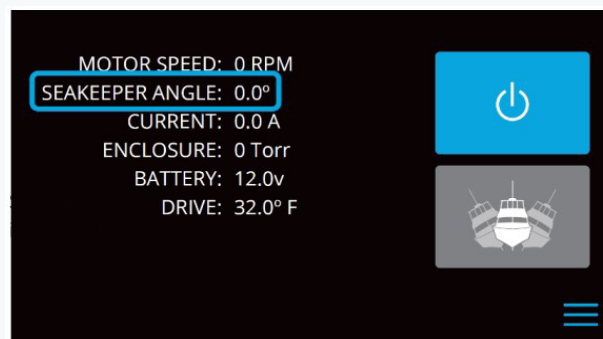 MOTOR SPEED: 0 RPM
SEAKEEPER ANGLE: 0.0º
CURRENT: 0.0 A
ENCLOSURE: 0 Torr
BATTERY: 12.0v
DRIVE: 32.0º F